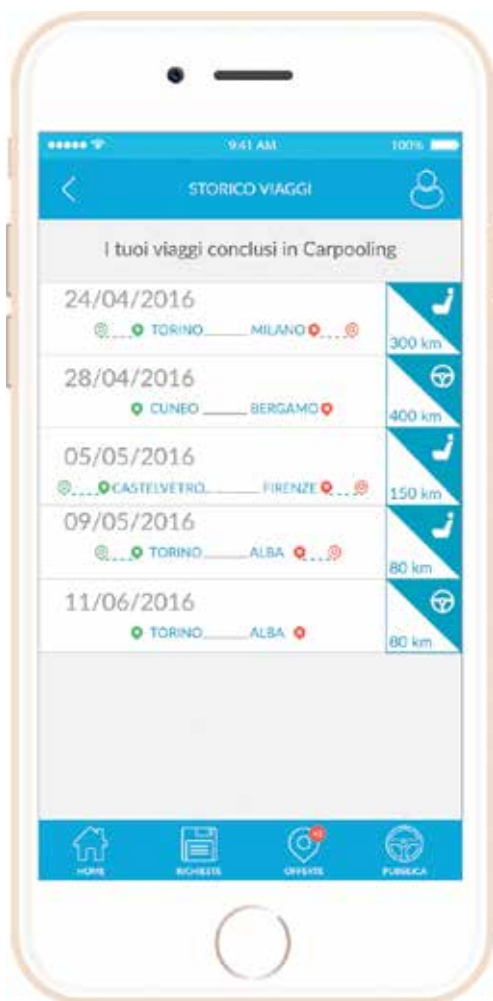 9:41 AM 100%
STORICO VIAGGI
I tuoi viaggi conclusi in Carpooling
24/04/2016
TORINO MILANO
300 km
28/04/2016
CUNEO BERGAMO
400 km
05/05/2016
CASTELVETRO FIRENZE
150 km
09/05/2016
TORINO ALBA
80 km
11/06/2016
TORINO ALBA
80 km
HOME RICHIESTE OFFERTE PUBBLICA